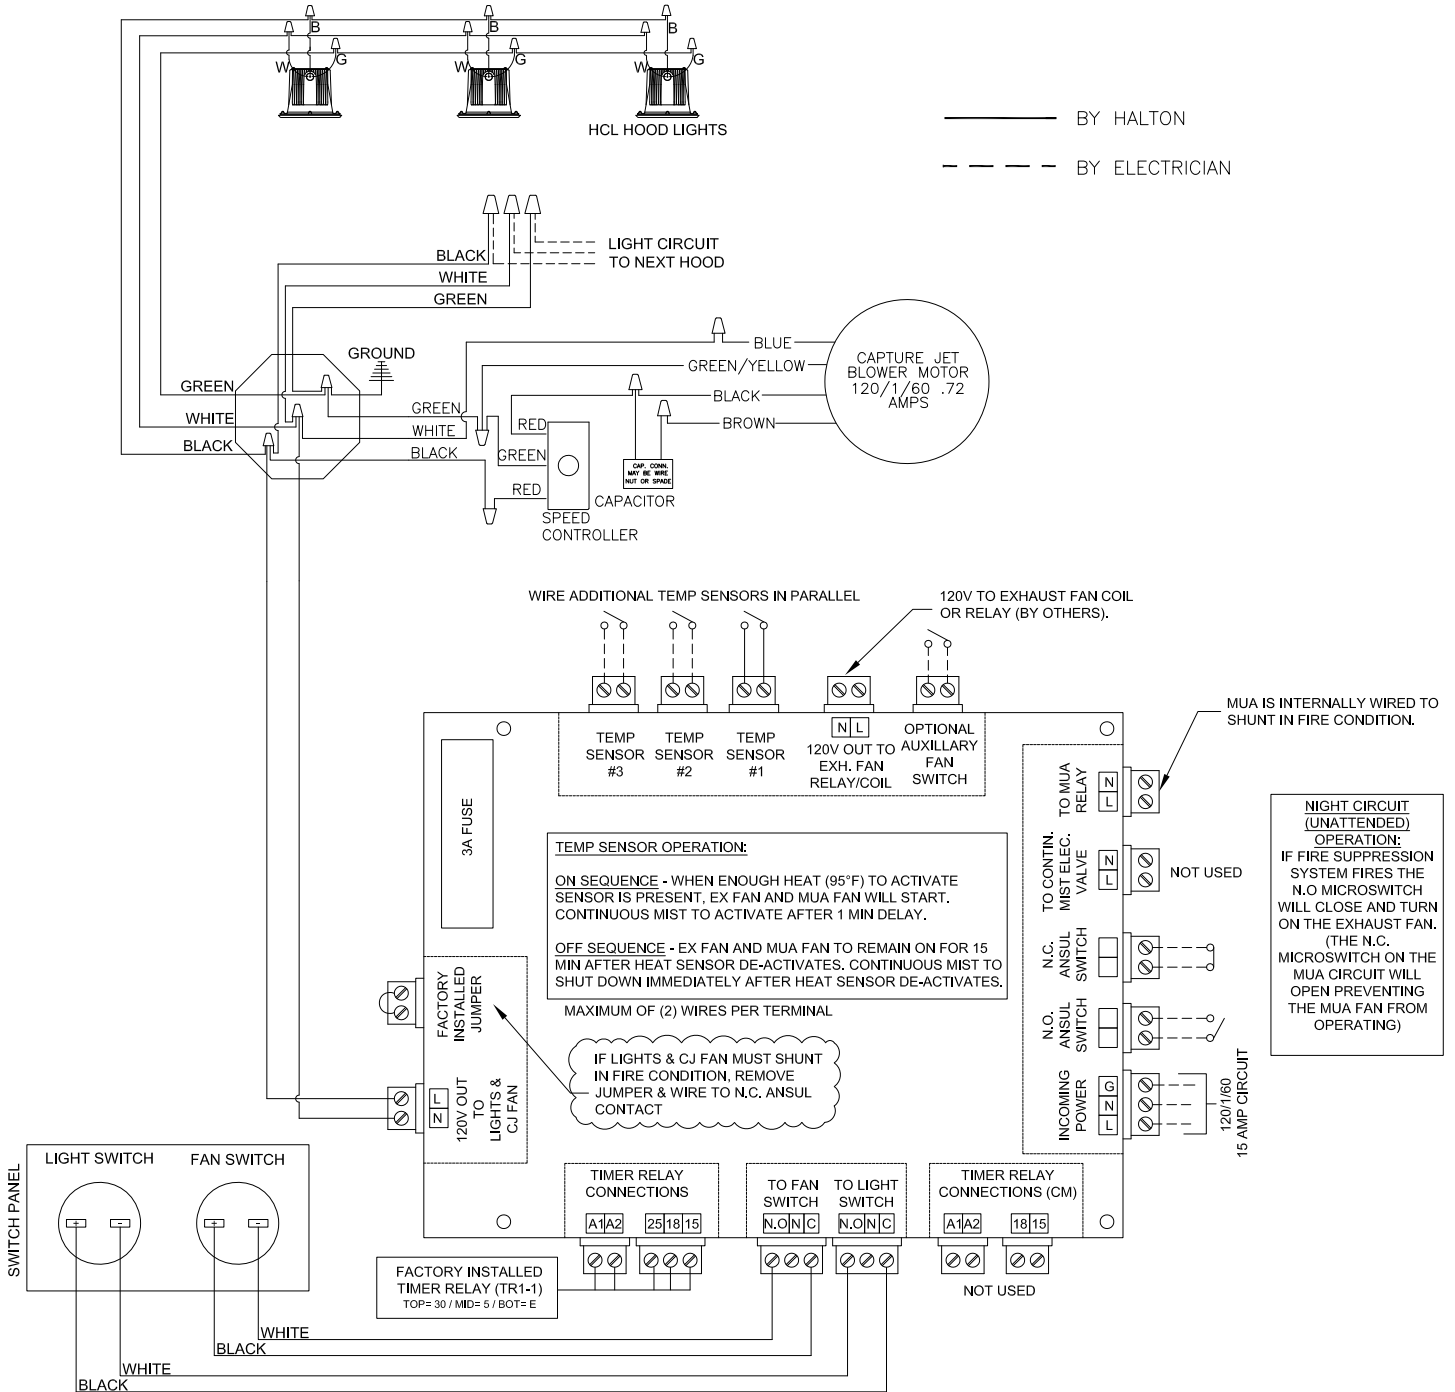 B
B
B
W
G
W
G
W
G
HCL HOOD LIGHTS
BY HALTON
BY ELECTRICIAN
LIGHT CIRCUIT
TO NEXT HOOD
BLACK
WHITE
GREEN
GROUND
GREEN
WHITE
BLACK
GREEN
WHITE
BLACK
RED
GREEN
RED
SPEED
CONTROLLER
CAP. CONN.
MAY BE WIRE
NUT OR SPADE
CAPACITOR
BLUE
GREEN/YELLOW
BLACK
BROWN
CAPTURE JET
BLOWER MOTOR
120/1/60 .72
AMPS
WIRE ADDITIONAL TEMP SENSORS IN PARALLEL
120V TO EXHAUST FAN COIL
OR RELAY (BY OTHERS).
MUA IS INTERNALLY WIRED TO
SHUNT IN FIRE CONDITION.
TEMP
SENSOR
#3
TEMP
SENSOR
#2
TEMP
SENSOR
#1
N L
120V OUT TO
EXH. FAN
RELAY/COIL
OPTIONAL
AUXILLARY
FAN
SWITCH
3A FUSE
TO MUA
RELAY
N
L
TO CONTIN.
MIST ELEC.
VALVE
N
L
NOT USED
N.C.
ANSUL
SWITCH
N.O.
ANSUL
SWITCH
INCOMING
POWER
G
N
L
120/1/60
15 AMP CIRCUIT
NIGHT CIRCUIT
(UNATTENDED)
OPERATION:
IF FIRE SUPPRESSION
SYSTEM FIRES THE
N.O MICROSWITCH
WILL CLOSE AND TURN
ON THE EXHAUST FAN.
(THE N.C.
MICROSWITCH ON THE
MUA CIRCUIT WILL
OPEN PREVENTING
THE MUA FAN FROM
OPERATING)
TEMP SENSOR OPERATION:
ON SEQUENCE - WHEN ENOUGH HEAT (95°F) TO ACTIVATE
SENSOR IS PRESENT, EX FAN AND MUA FAN WILL START.
CONTINUOUS MIST TO ACTIVATE AFTER 1 MIN DELAY.
OFF SEQUENCE - EX FAN AND MUA FAN TO REMAIN ON FOR 15
MIN AFTER HEAT SENSOR DE-ACTIVATES. CONTINUOUS MIST TO
SHUT DOWN IMMEDIATELY AFTER HEAT SENSOR DE-ACTIVATES.
MAXIMUM OF (2) WIRES PER TERMINAL
FACTORY
INSTALLED
JUMPER
IF LIGHTS & CJ FAN MUST SHUNT
IN FIRE CONDITION, REMOVE
JUMPER & WIRE TO N.C. ANSUL
CONTACT
L
N
120V OUT
TO
LIGHTS &
CJ FAN
SWITCH PANEL
LIGHT SWITCH
FAN SWITCH
TIMER RELAY
CONNECTIONS
A1 A2
25 18 15
TO FAN
SWITCH
N.O N C
TO LIGHT
SWITCH
N.O N C
TIMER RELAY
CONNECTIONS (CM)
A1 A2
18 15
NOT USED
FACTORY INSTALLED
TIMER RELAY (TR1-1)
TOP= 30 / MID= 5 / BOT= E
WHITE
BLACK
WHITE
BLACK